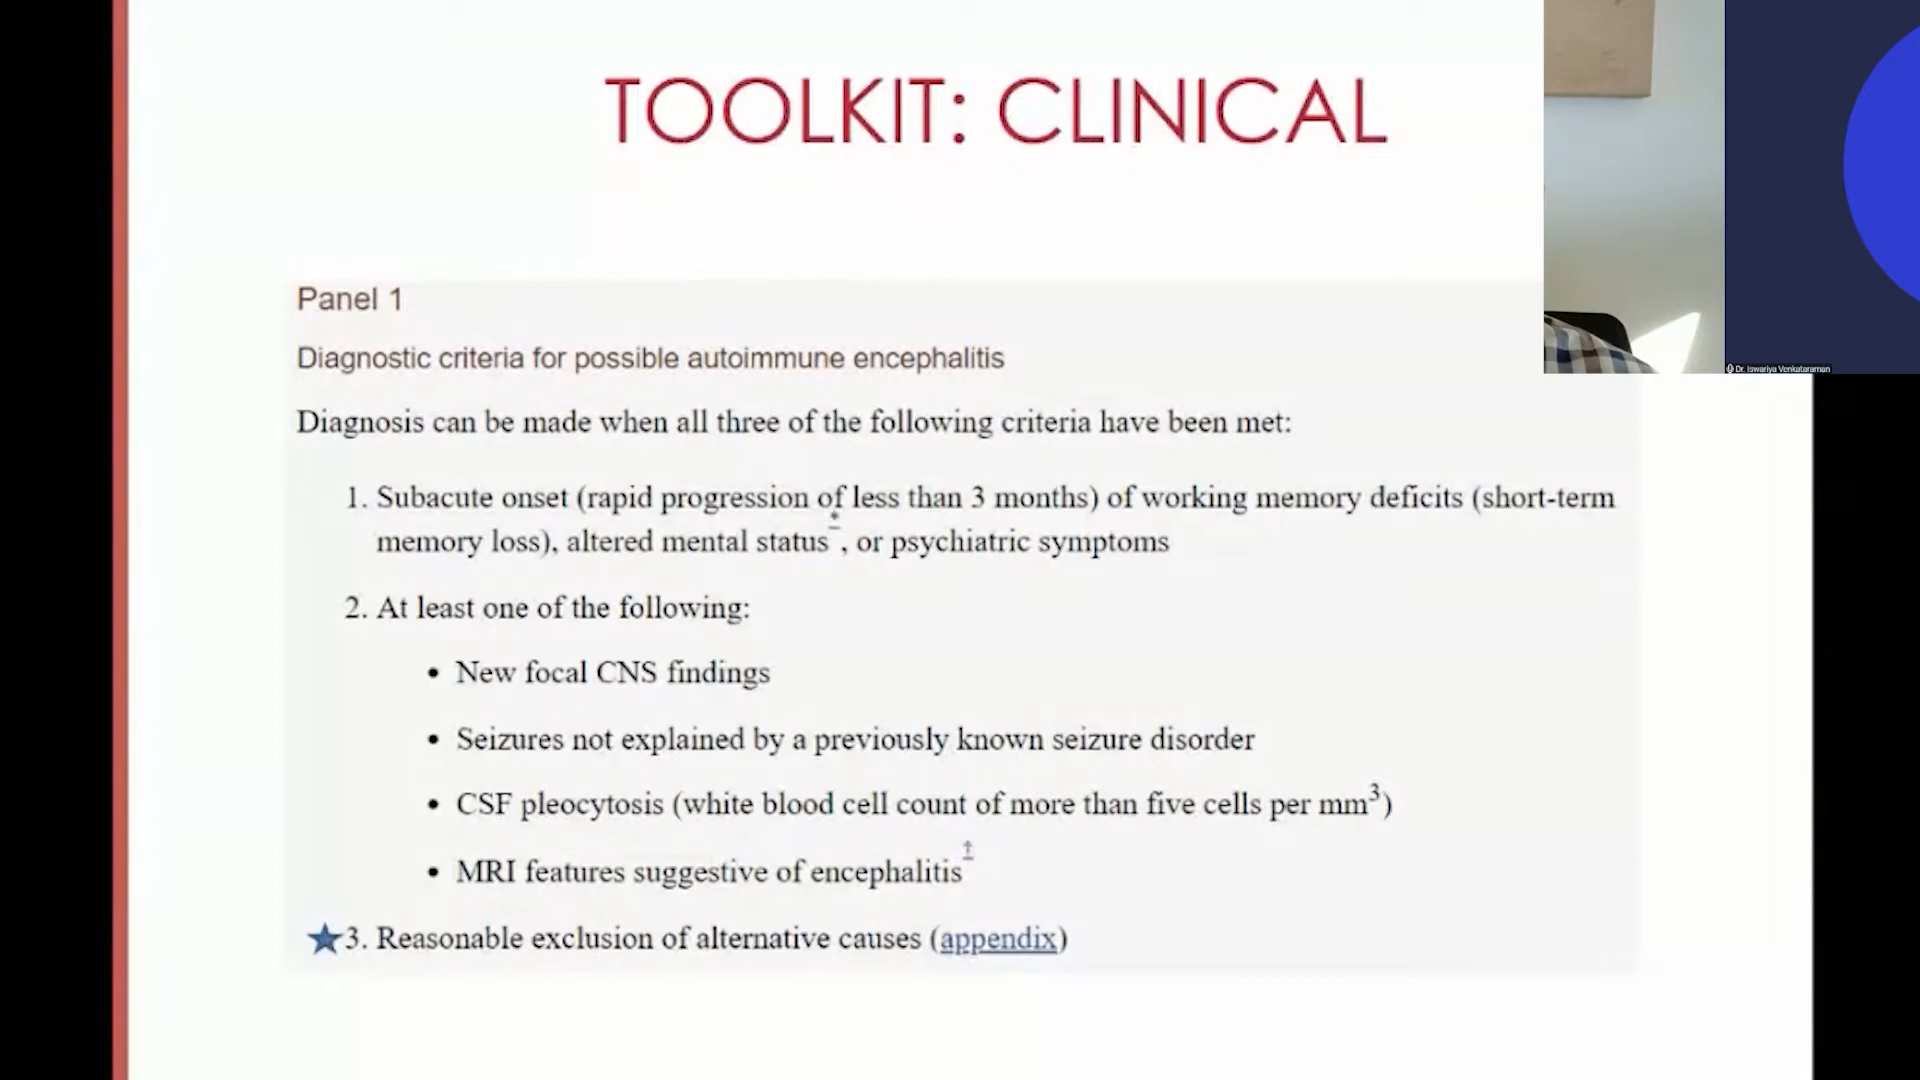 TOOLKIT: CLINICAL
Panel 1
Diagnostic criteria for possible autoimmune encephalitis
Diagnosis can be made when all three of the following criteria have been met:
1. Subacute onset (rapid progression of less than 3 months) of working memory deficits (short-term
memory loss), altered mental status*, or psychiatric symptoms
2. At least one of the following:
• New focal CNS findings
• Seizures not explained by a previously known seizure disorder
• CSF pleocytosis (white blood cell count of more than five cells per mm³)
• MRI features suggestive of encephalitis†
★3. Reasonable exclusion of alternative causes (appendix)
Dr. Iswariya Venkataraman